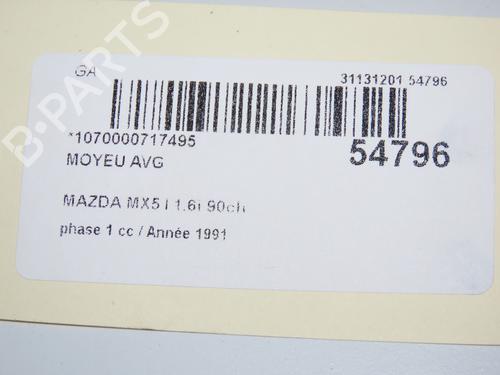 GA 31131201 54796
*1070000717495
54796
MOYEU AVG
MAZDA MX5 I 1.6i 90ch
phase 1 cc / Année 1991
B-PARTS